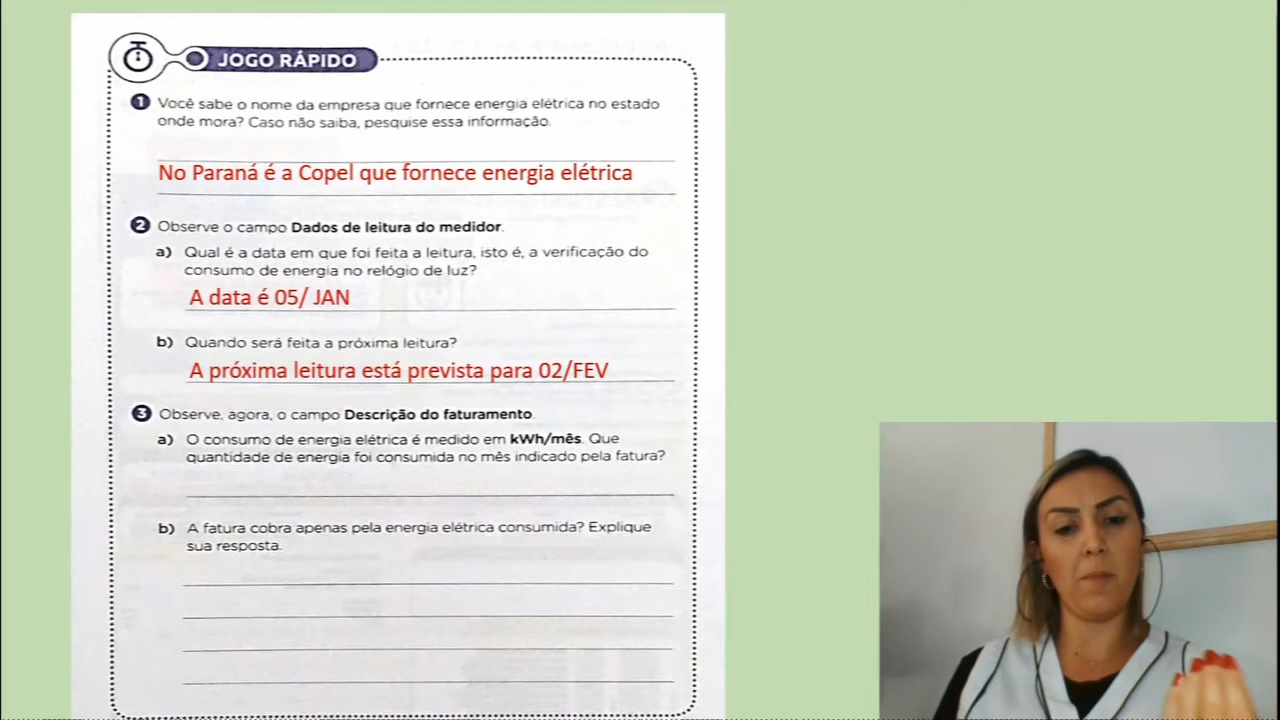 JOGO RÁPIDO
1 Você sabe o nome da empresa que fornece energia elétrica no estado
onde mora? Caso não saiba, pesquise essa informação.
No Paraná é a Copel que fornece energia elétrica
2 Observe o campo Dados de leitura do medidor.
a) Qual é a data em que foi feita a leitura, isto é, a verificação do
consumo de energia no relógio de luz?
A data é 05/ JAN
b) Quando será feita a próxima leitura?
A próxima leitura está prevista para 02/FEV
3 Observe, agora, o campo Descrição do faturamento.
a) O consumo de energia elétrica é medido em kWh/mês. Que
quantidade de energia foi consumida no mês indicado pela fatura?
b) A fatura cobra apenas pela energia elétrica consumida? Explique
sua resposta.